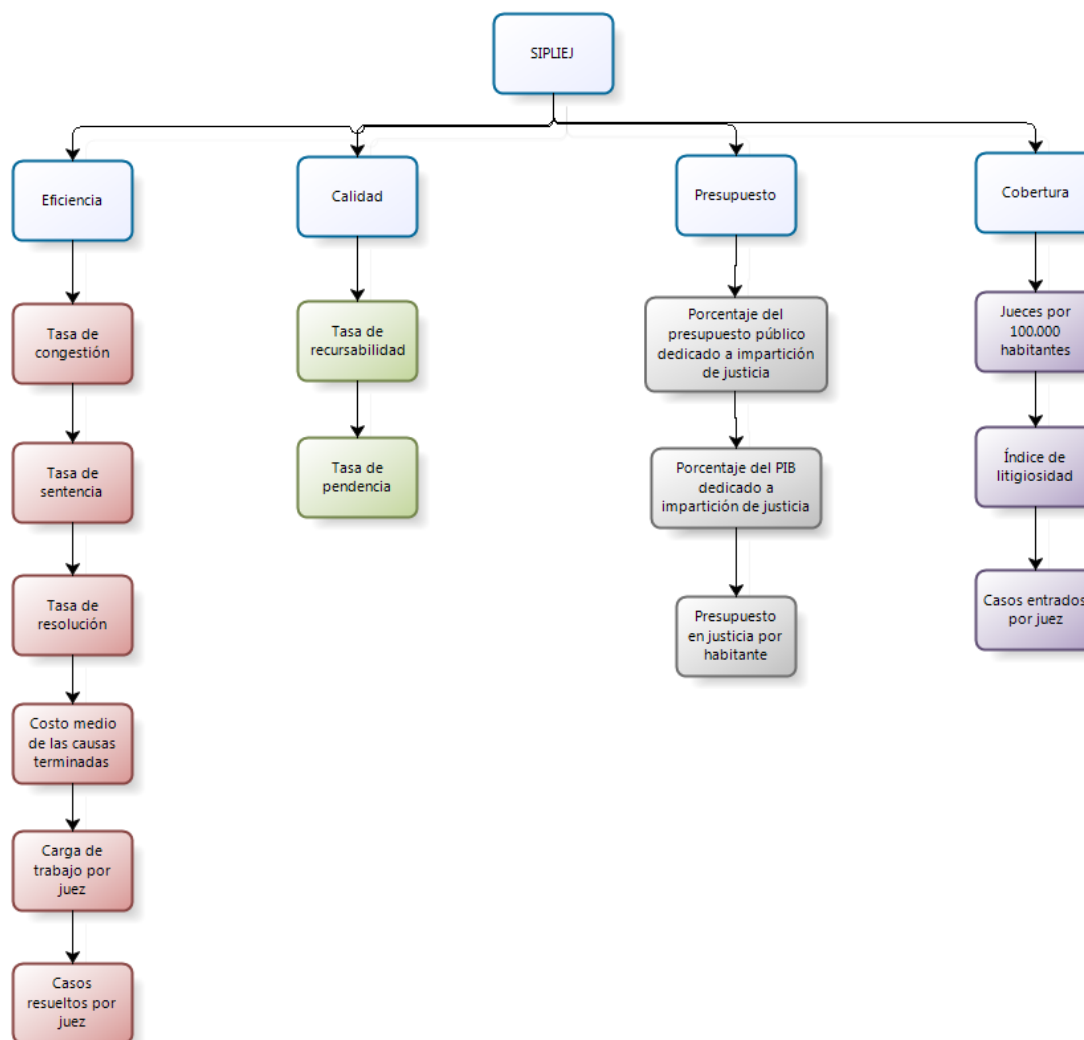 SIPLIEJ
Eficiencia
Tasa de
congestión
Tasa de
sentencia
Tasa de
resolución
Costo medio
de las causas
terminadas
Carga de
trabajo por
juez
Casos
resueltos por
juez
Calidad
Tasa de
recursabilidad
Tasa de
pendencia
Presupuesto
Porcentaje del
presupuesto público
dedicado a impartición
de justicia
Porcentaje del PIB
dedicado a
impartición de justicia
Presupuesto
en justicia por
habitante
Cobertura
Jueces por
100.000
habitantes
Índice de
litigiosidad
Casos entrados
por juez